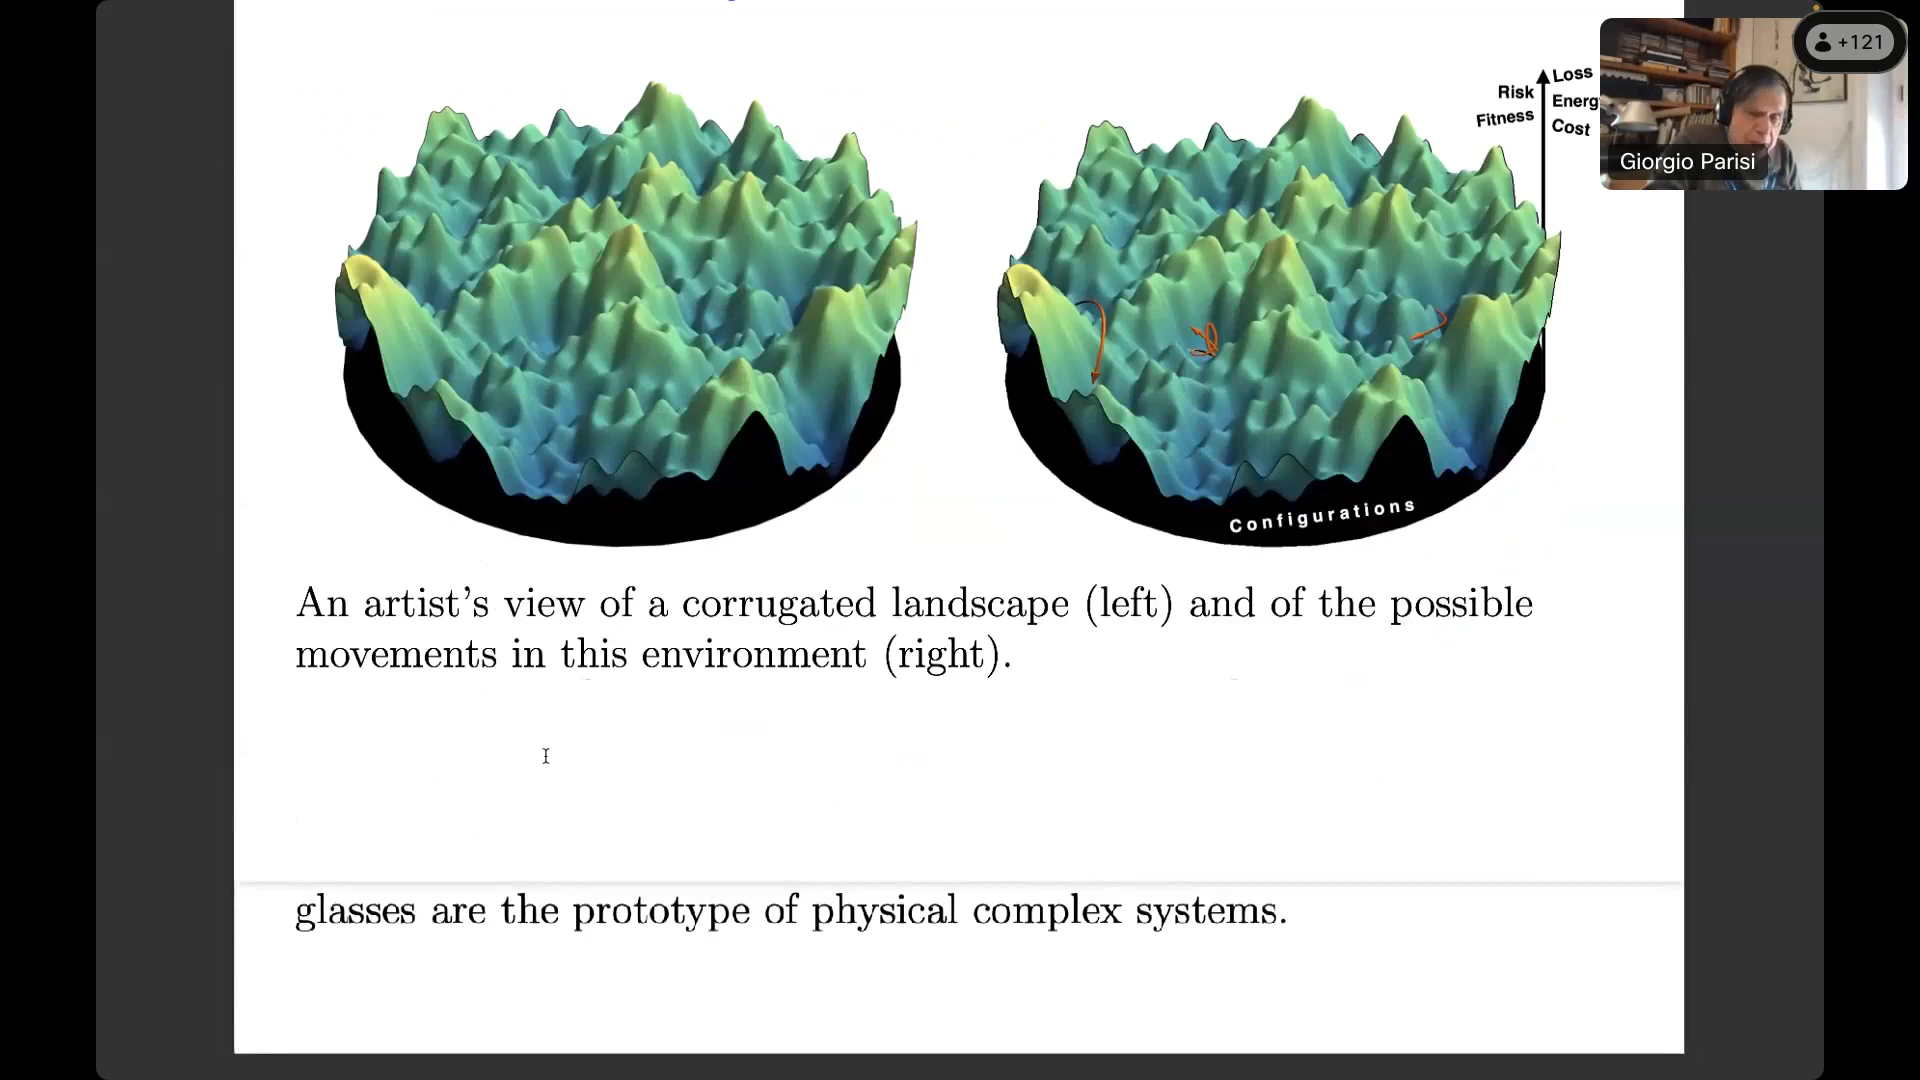 +121
Risk
Fitness
Loss
Energ
Cost
Giorgio Parisi
Configurations
An artist's view of a corrugated landscape (left) and of the possible
movements in this environment (right).
glasses are the prototype of physical complex systems.